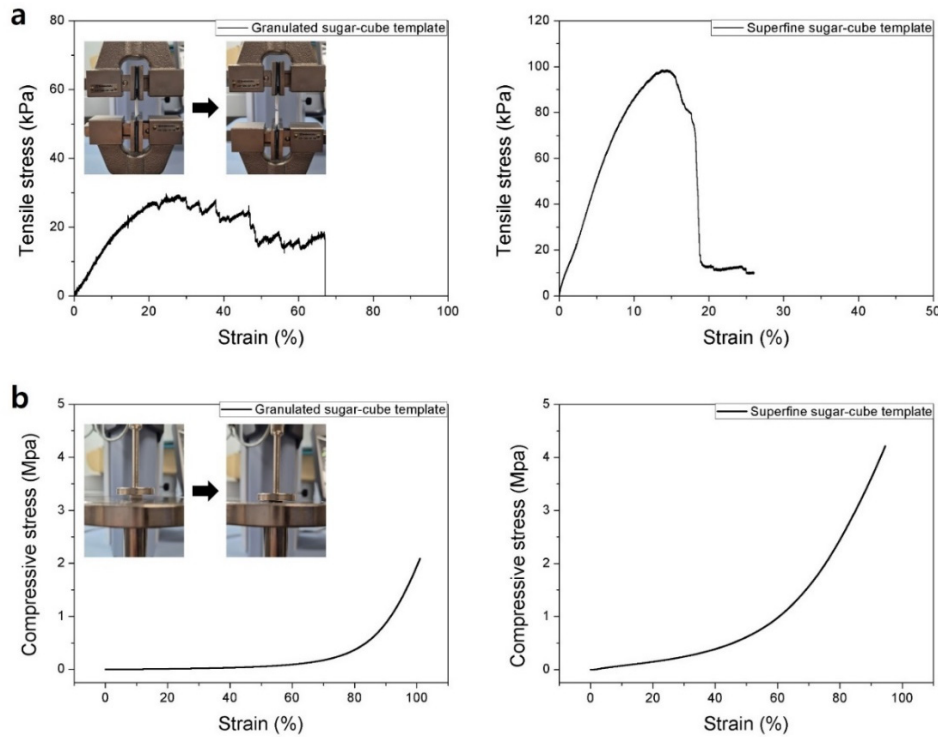 a
Granulated sugar-cube template
80
60
40
20
0
0 20 40 60 80 100
Tensile stress (kPa)
Strain (%)
Superfine sugar-cube template
120
100
80
60
40
20
0
0 10 20 30 40 50
Tensile stress (kPa)
Strain (%)
b
Granulated sugar-cube template
5
4
3
2
1
0
0 20 40 60 80 100
Compressive stress (Mpa)
Strain (%)
Superfine sugar-cube template
5
4
3
2
1
0
0 20 40 60 80 100
Compressive stress (Mpa)
Strain (%)